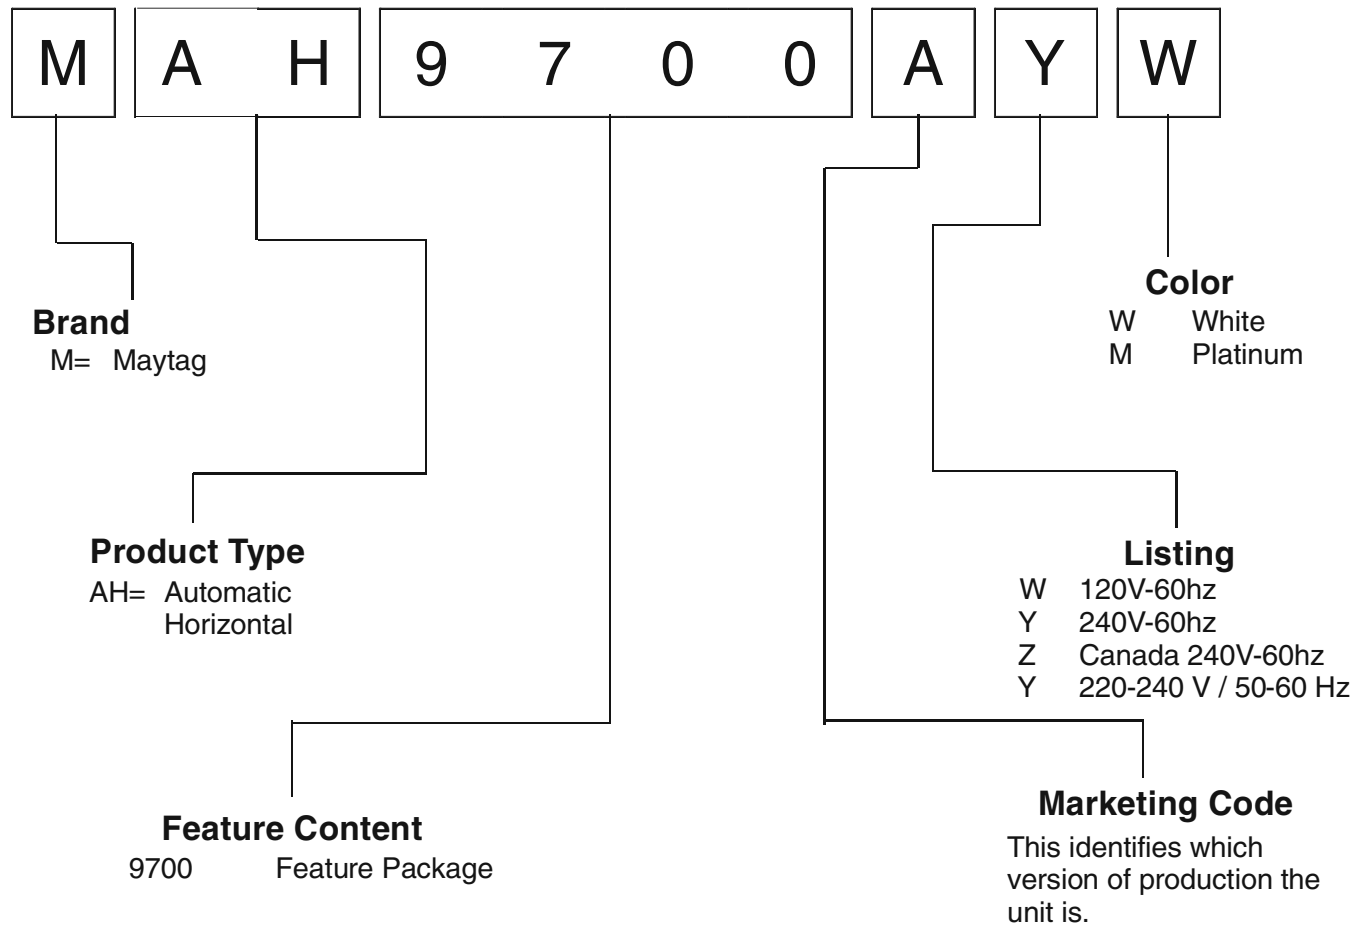 M A H 9 7 0 0 A Y W
Color
W White
M Platinum
Brand
M= Maytag
Product Type
AH= Automatic
Horizontal
Listing
W 120V-60hz
Y 240V-60hz
Z Canada 240V-60hz
Y 220-240 V / 50-60 Hz
Feature Content
9700 Feature Package
Marketing Code
This identifies which
version of production the
unit is.